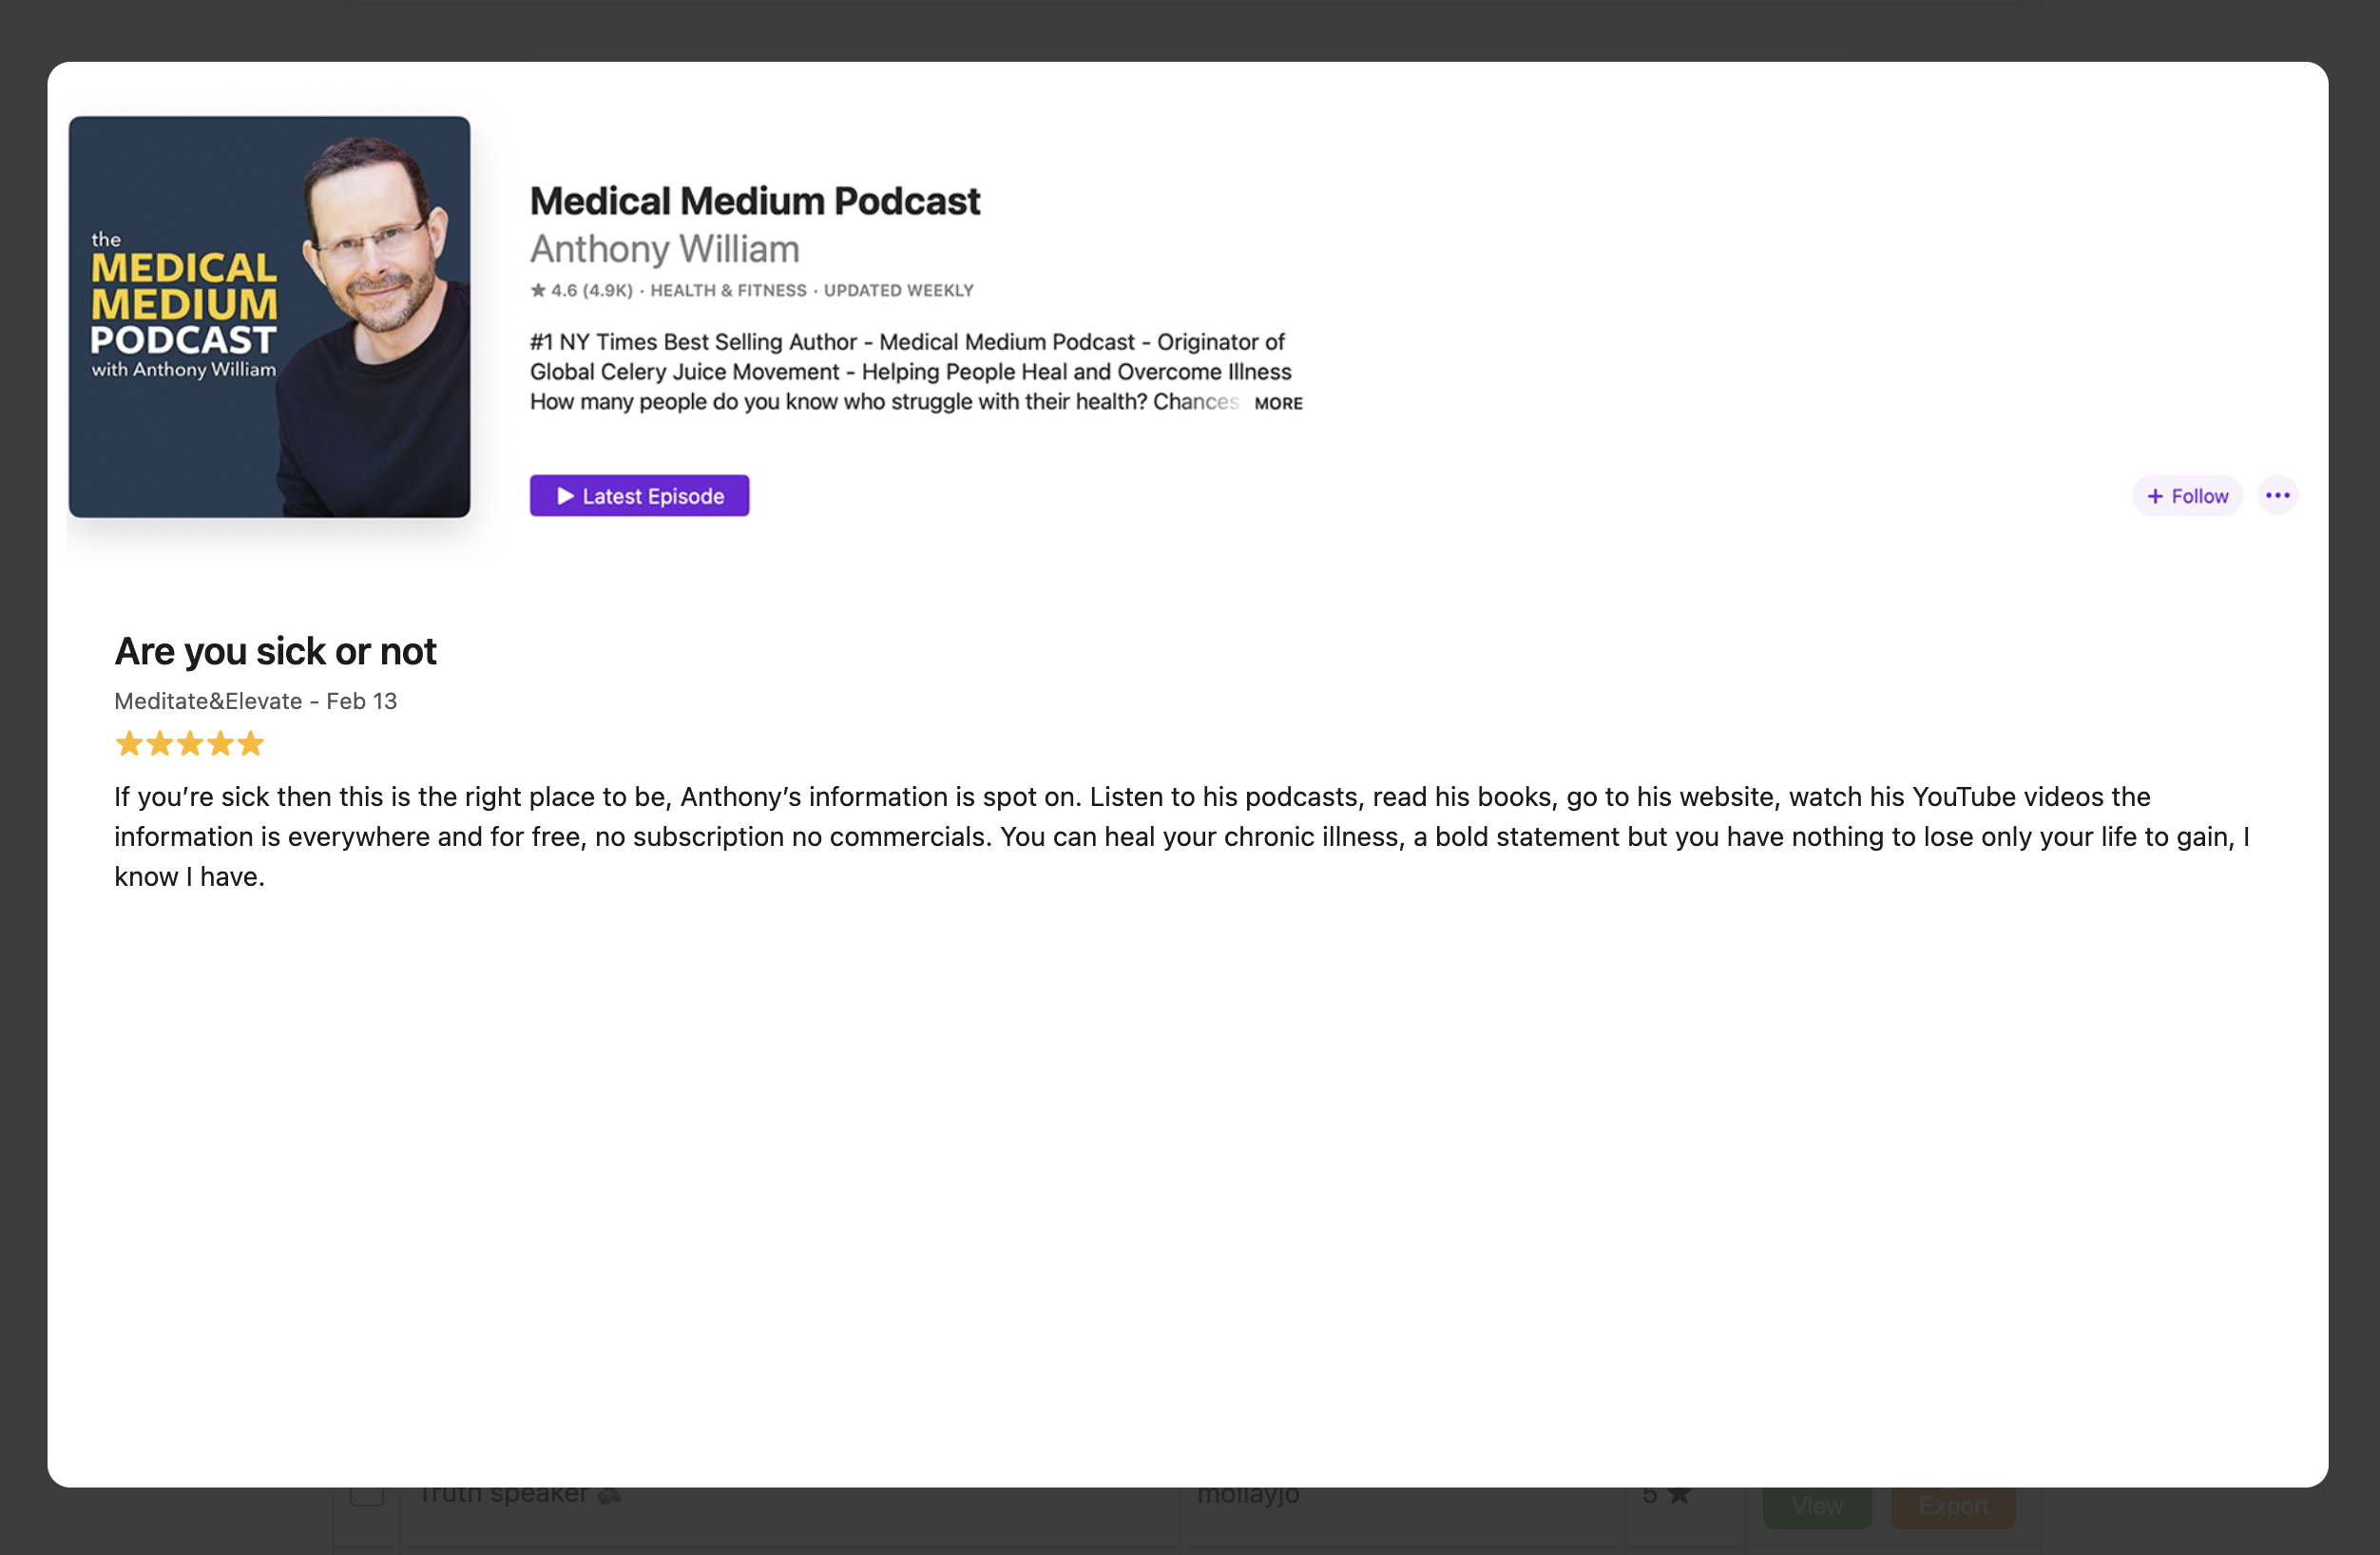 the
MEDICAL
MEDIUM
PODCAST
with Anthony William
Medical Medium Podcast
Anthony William
★ 4.6 (4.9K) · HEALTH & FITNESS · UPDATED WEEKLY
#1 NY Times Best Selling Author - Medical Medium Podcast - Originator of
Global Celery Juice Movement - Helping People Heal and Overcome Illness
How many people do you know who struggle with their health? Chances MORE
Latest Episode
+ Follow
Are you sick or not
Meditate&Elevate - Feb 13
If you’re sick then this is the right place to be, Anthony’s information is spot on. Listen to his podcasts, read his books, go to his website, watch his YouTube videos the
information is everywhere and for free, no subscription no commercials. You can heal your chronic illness, a bold statement but you have nothing to lose only your life to gain, I
know I have.
Truth speaker
mollayjo
5 ★
View
Export